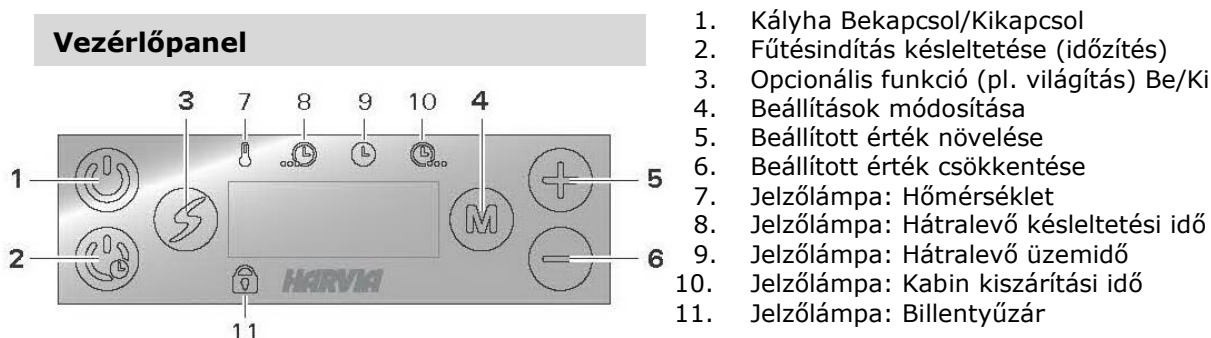 Vezérlőpanel
3 7 8 9 10 4
1
2
M
5
6
HARVIA
11
1. Kályha Bekapcsol/Kikapcsol
2. Fűtésindítás késleltetése (időzítés)
3. Opcionális funkció (pl. világítás) Be/Ki
4. Beállítások módosítása
5. Beállított érték növelése
6. Beállított érték csökkentése
7. Jelzőlámpa: Hőmérséklet
8. Jelzőlámpa: Hátralevő késleltetési idő
9. Jelzőlámpa: Hátralevő üzemidő
10. Jelzőlámpa: Kabin kiszárítási idő
11. Jelzőlámpa: Billentyűzár